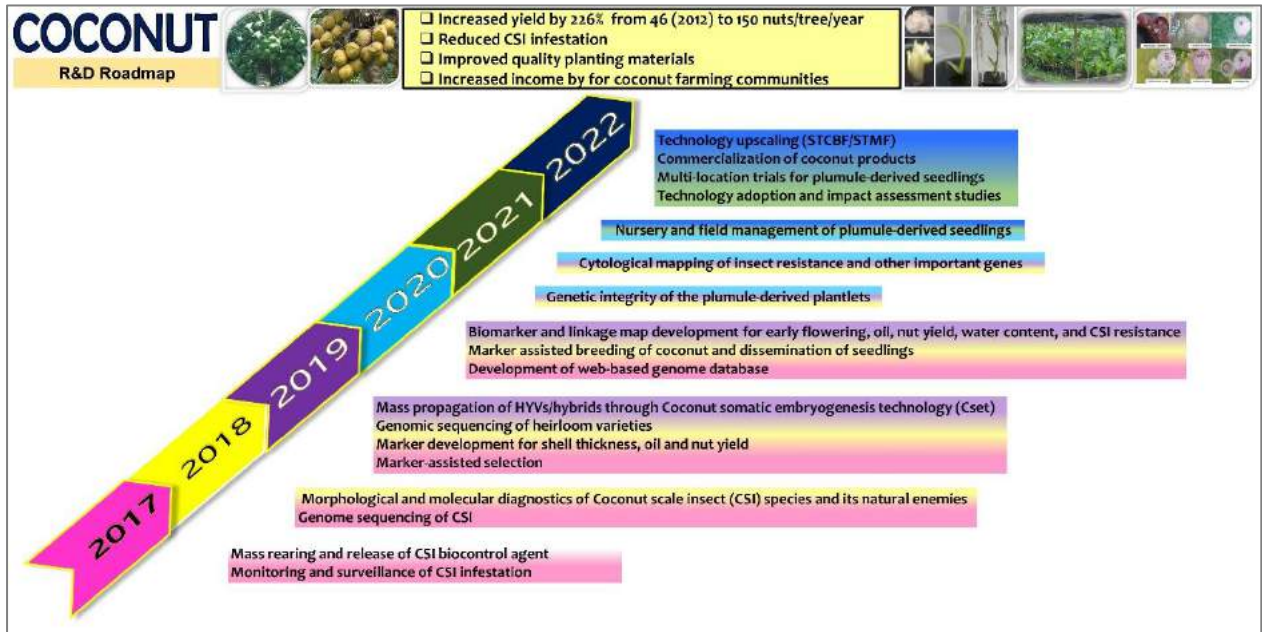 COCONUT
R&D Roadmap
❑ Increased yield by 226% from 46 (2012) to 150 nuts/tree/year
❑ Reduced CSI infestation
❑ Improved quality planting materials
❑ Increased income by for coconut farming communities
2022
Technology upscaling (STCBF/STMF)
Commercialization of coconut products
Multi-location trials for plumule-derived seedlings
Technology adoption and impact assessment studies
2021
Nursery and field management of plumule-derived seedlings
2020
Cytological mapping of insect resistance and other important genes
Genetic integrity of the plumule-derived plantlets
2019
Biomarker and linkage map development for early flowering, oil, nut yield, water content, and CSI resistance
Marker assisted breeding of coconut and dissemination of seedlings
Development of web-based genome database
2018
Mass propagation of HYVs/hybrids through Coconut somatic embryogenesis technology (Cset)
Genomic sequencing of heirloom varieties
Marker development for shell thickness, oil and nut yield
Marker-assisted selection
2017
Morphological and molecular diagnostics of Coconut scale insect (CSI) species and its natural enemies
Genome sequencing of CSI
Mass rearing and release of CSI biocontrol agent
Monitoring and surveillance of CSI infestation